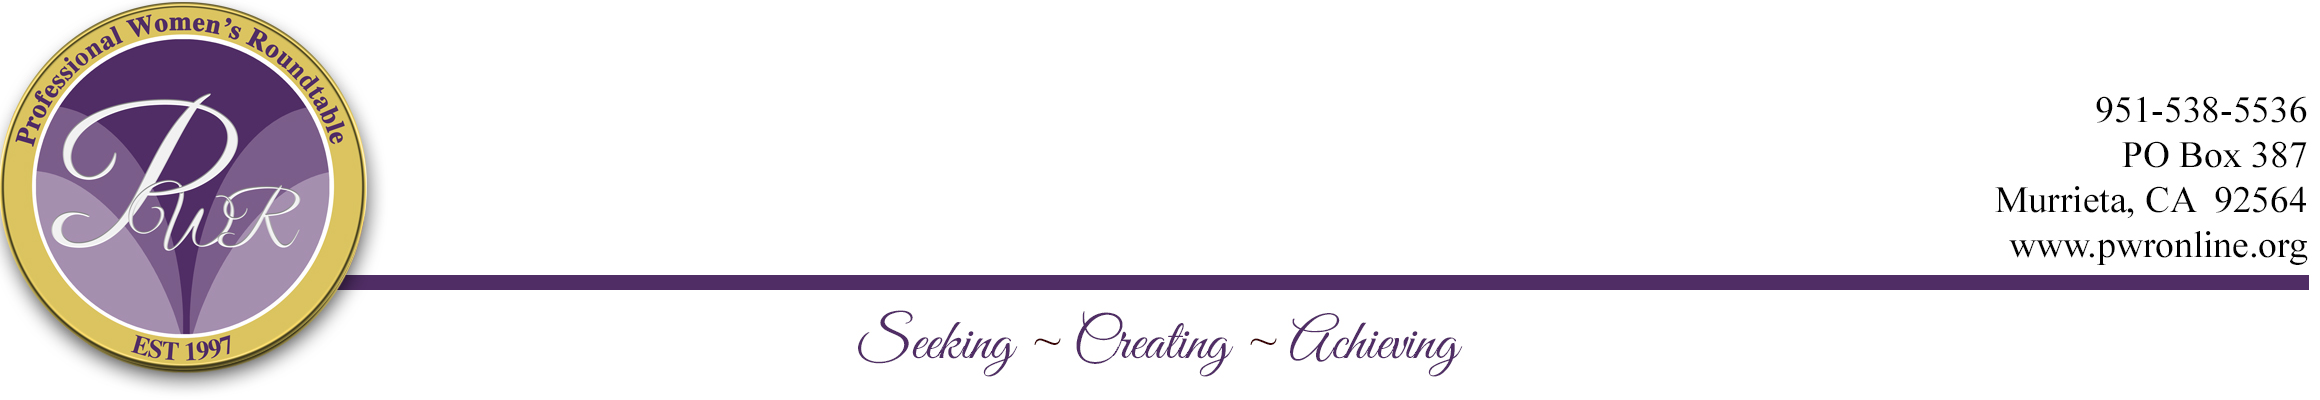 Professional Women's Roundtable
PWR
EST 1997
951-538-5536
PO Box 387
Murrieta, CA  92564
www.pwronline.org
Seeking ~ Creating ~ Achieving